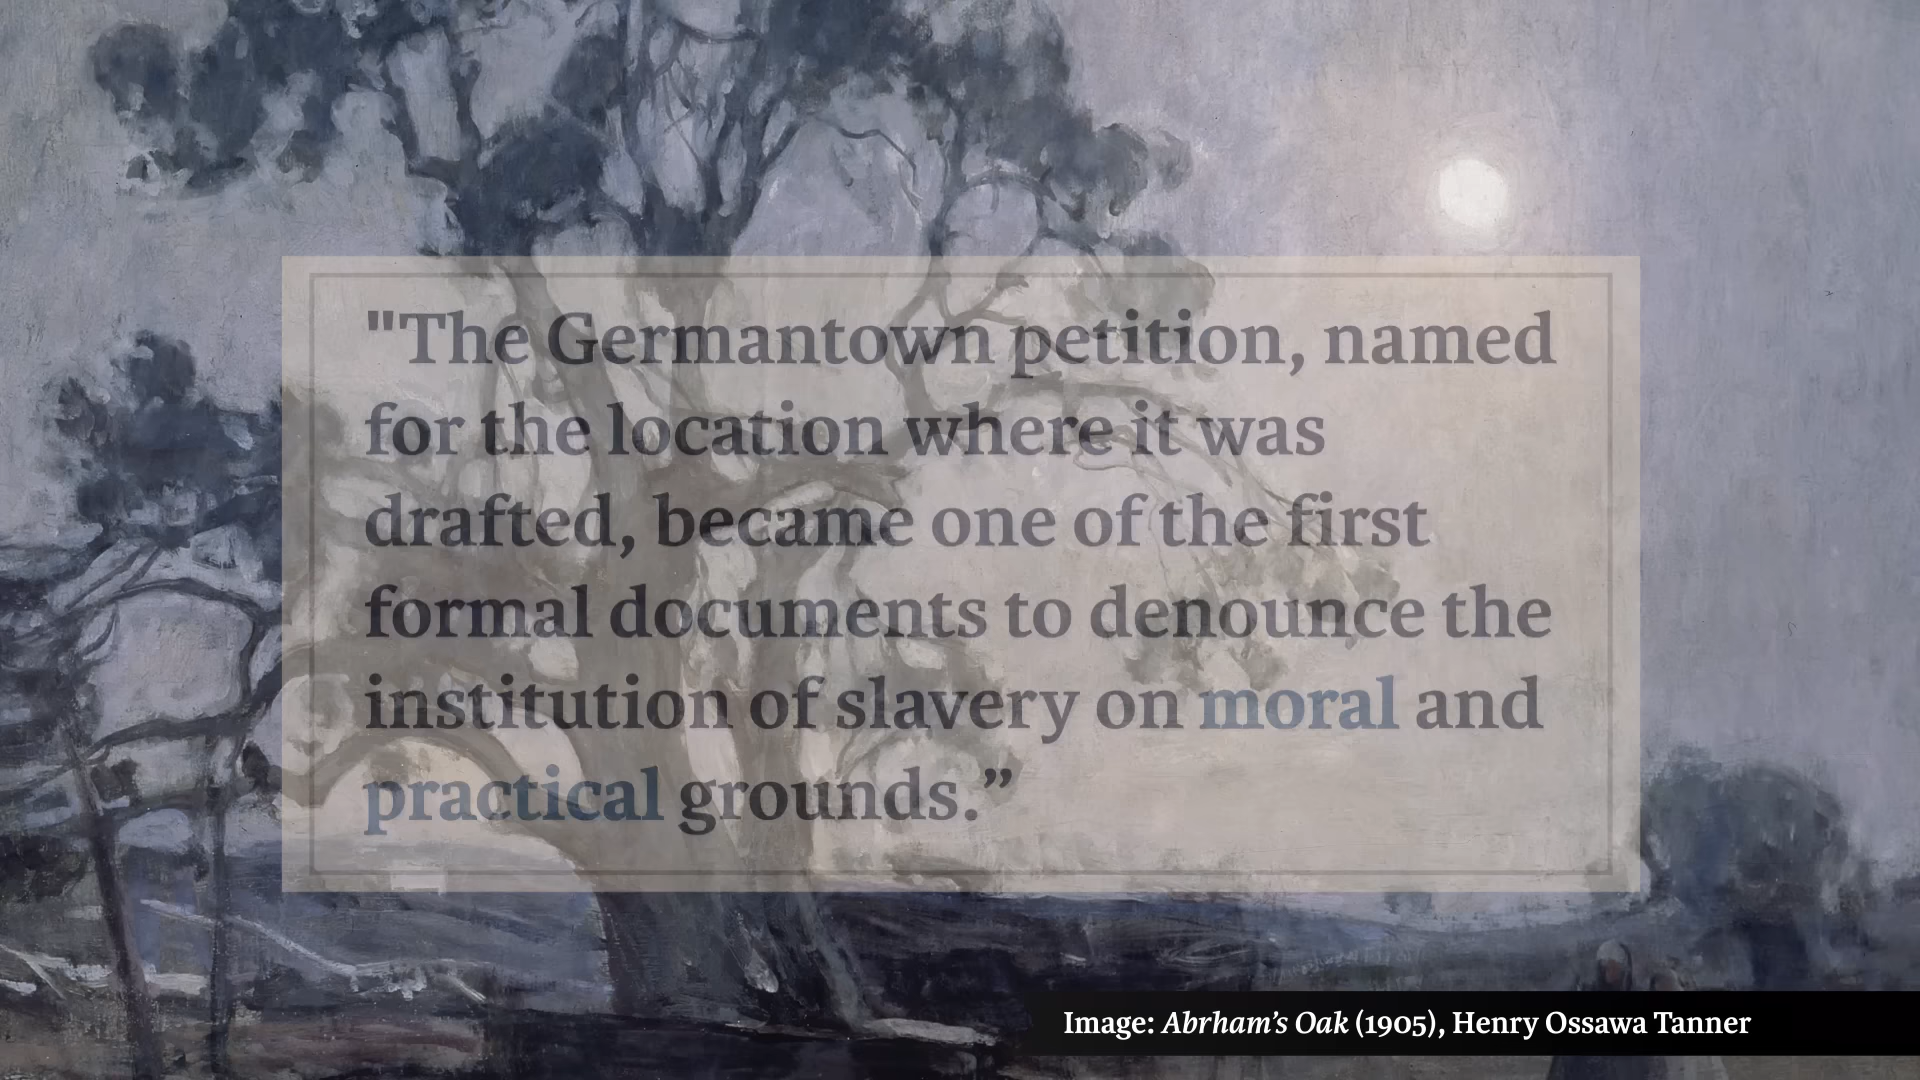 "The Germantown petition, named
for the location where it was
drafted, became one of the first
formal documents to denounce the
institution of slavery on moral and
practical grounds.”
Image: Abrham’s Oak (1905), Henry Ossawa Tanner